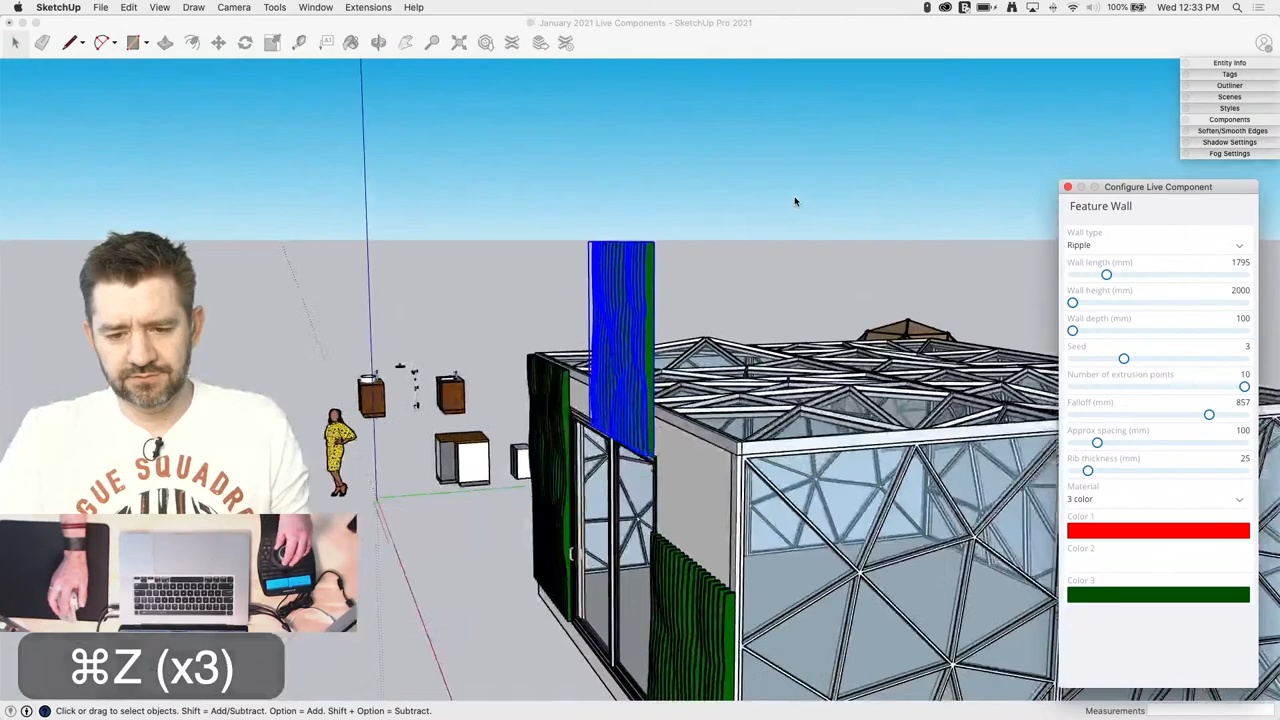 SketchUp File Edit View Draw Camera Tools Window Extensions Help
100% Wed 12:33 PM
January 2021 Live Components - SketchUp Pro 2021
Entity Info
Tags
Outliner
Scenes
Styles
Components
Soften/Smooth Edges
Shadow Settings
Fog Settings
Configure Live Component
Feature Wall
Wall type
Ripple
Wall length (mm) 1795
Wall height (mm) 2000
Wall depth (mm) 100
Seed 3
Number of extrusion points 10
Falloff (mm) 857
Approx spacing (mm) 100
Rib thickness (mm) 25
Material
3 color
Color 1
Color 2
Color 3
GUE SQUADR
⌘Z (x3)
Click or drag to select objects. Shift = Add/Subtract. Option = Add. Shift + Option = Subtract.
Measurements